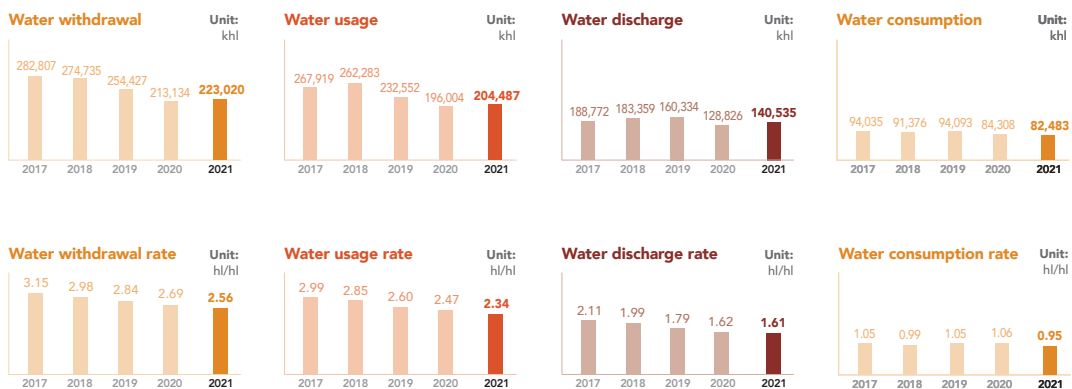 Water withdrawal Unit:
khl
282,807 274,735 254,427 213,134 223,020
2017 2018 2019 2020 2021
Water usage Unit:
khl
267,919 262,283 232,552 196,004 204,487
2017 2018 2019 2020 2021
Water discharge Unit:
khl
188,772 183,359 160,334 128,826 140,535
2017 2018 2019 2020 2021
Water consumption Unit:
khl
94,035 91,376 94,093 84,308 82,483
2017 2018 2019 2020 2021
Water withdrawal rate Unit:
hl/hl
3.15 2.98 2.84 2.69 2.56
2017 2018 2019 2020 2021
Water usage rate Unit:
hl/hl
2.99 2.85 2.60 2.47 2.34
2017 2018 2019 2020 2021
Water discharge rate Unit:
hl/hl
2.11 1.99 1.79 1.62 1.61
2017 2018 2019 2020 2021
Water consumption rate Unit:
hl/hl
1.05 0.99 1.05 1.06 0.95
2017 2018 2019 2020 2021